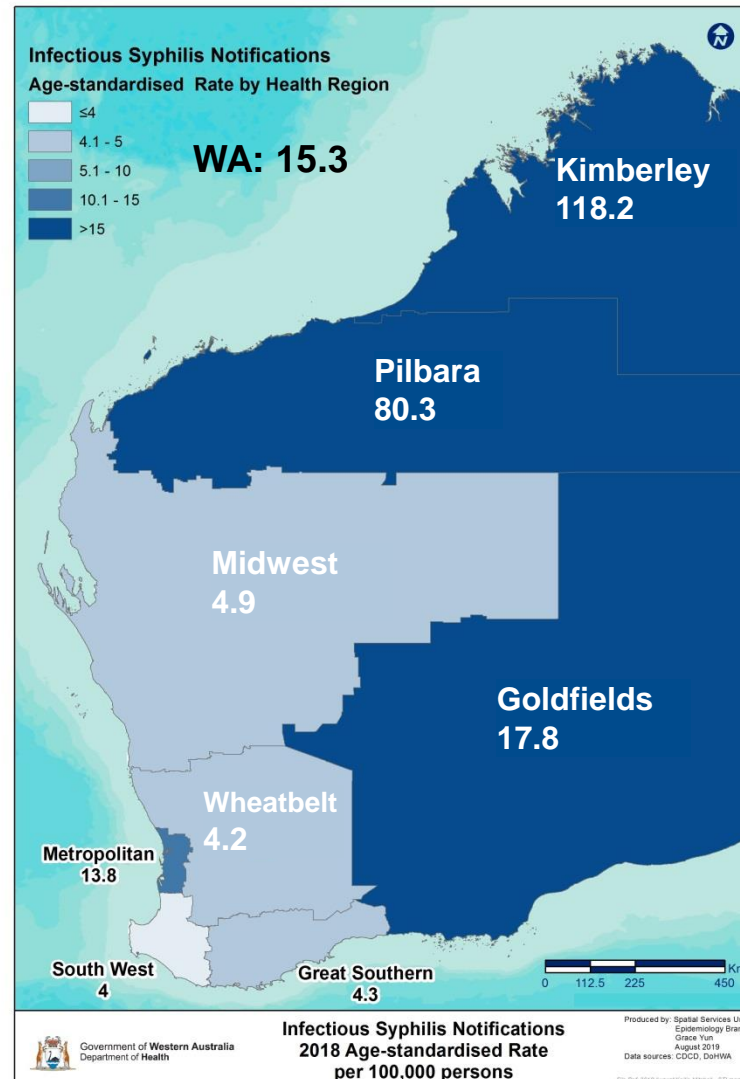 Infectious Syphilis Notifications
Age-standardised Rate by Health Region
≤4
4.1 - 5
5.1 - 10
10.1 - 15
>15
WA: 15.3
N
Kimberley
118.2
Pilbara
80.3
Midwest
4.9
Goldfields
17.8
Wheatbelt
4.2
Metropolitan
13.8
South West
4
Great Southern
4.3
0 112.5 225 450
Government of Western Australia
Department of Health
Infectious Syphilis Notifications
2018 Age-standardised Rate
per 100,000 persons
Produced by: Spatial Services
Epidemiology
Grace Yun
August 2019
Data sources: CDCD, DoHWA